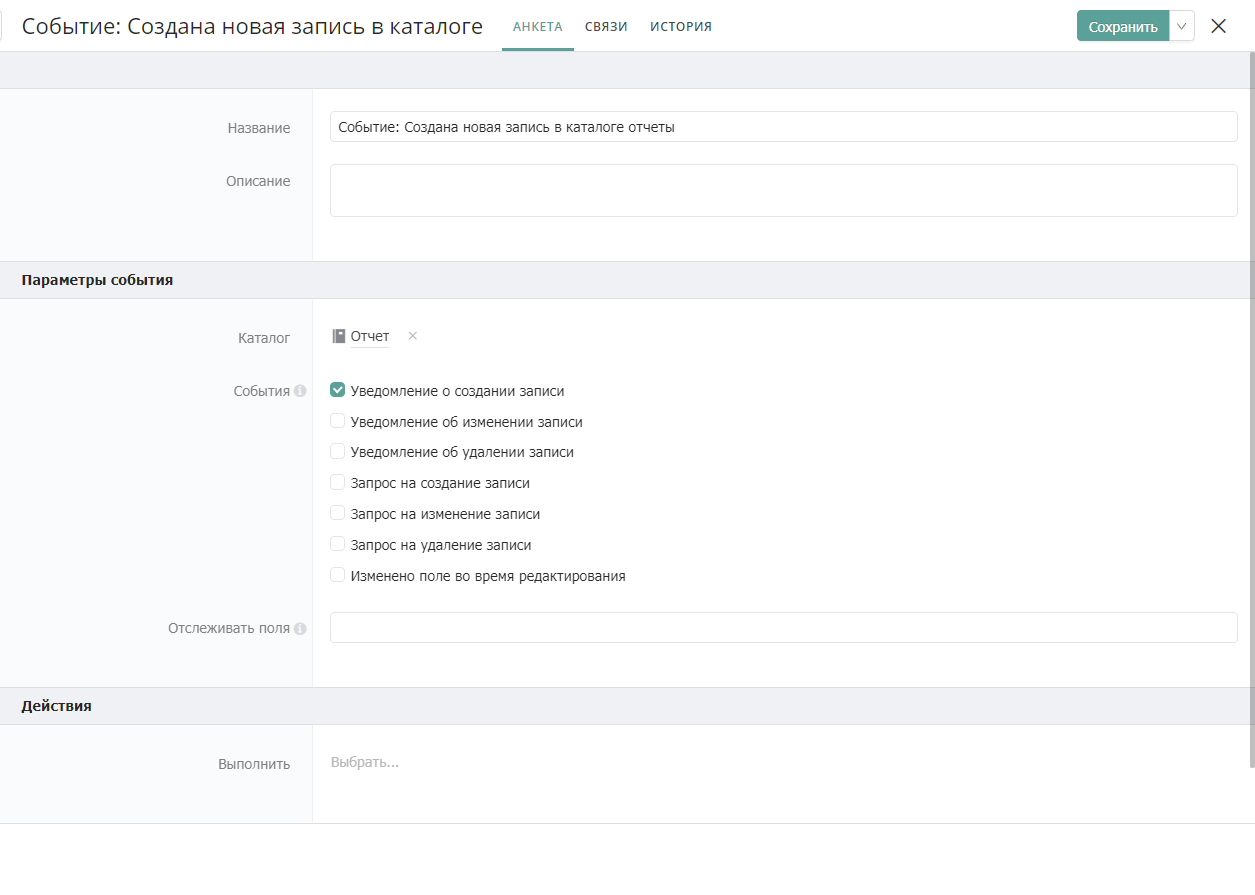 Событие: Создана новая запись в каталоге АНКЕТА СВЯЗИ ИСТОРИЯ Сохранить
Название Событие: Создана новая запись в каталоге отчеты
Описание
Параметры события
Каталог Отчет
События Уведомление о создании записи
Уведомление об изменении записи
Уведомление об удалении записи
Запрос на создание записи
Запрос на изменение записи
Запрос на удаление записи
Изменено поле во время редактирования
Отслеживать поля
Действия
Выполнить Выбрать...